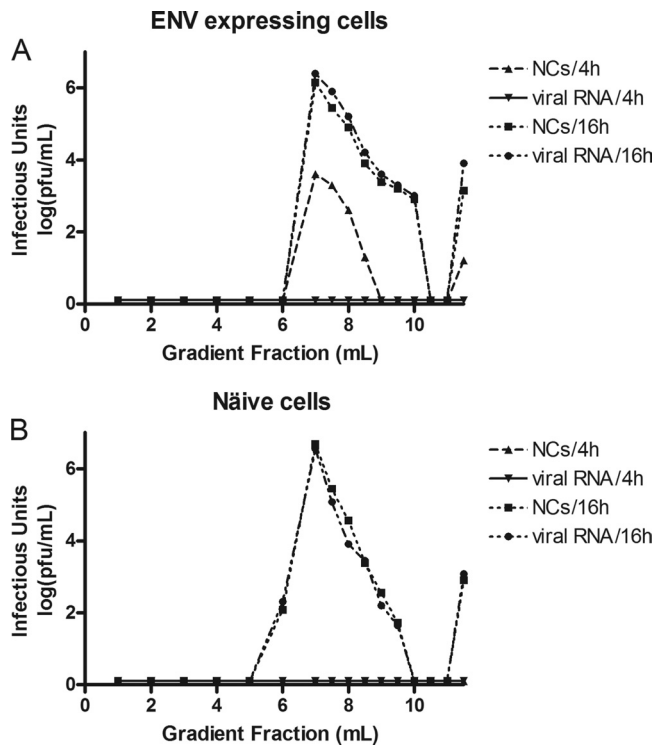 ENV expressing cells
A
Infectious Units
log(pfu/mL)
6
4
2
0
0 2 4 6 8 10
Gradient Fraction (mL)
NCs/4h
viral RNA/4h
NCs/16h
viral RNA/16h
Näive cells
B
Infectious Units
log(pfu/mL)
6
4
2
0
0 2 4 6 8 10
Gradient Fraction (mL)
NCs/4h
viral RNA/4h
NCs/16h
viral RNA/16h